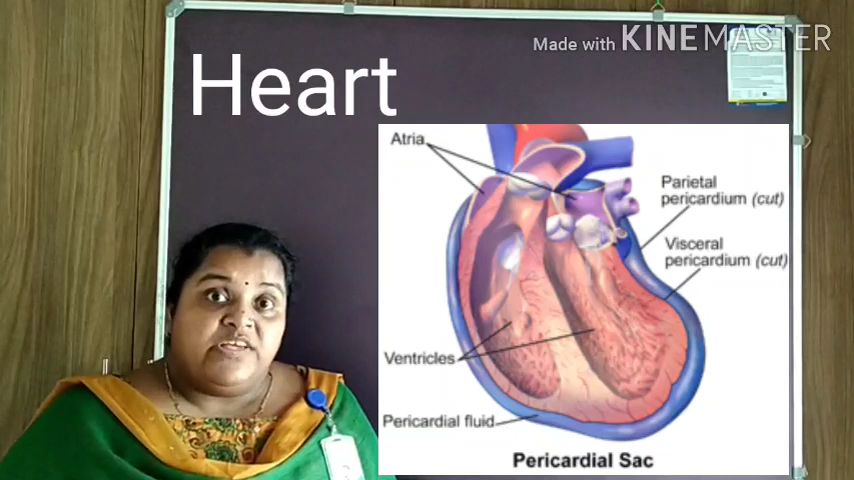 Made with KINEMASTER
Heart
Atria
Parietal
pericardium (cut)
Visceral
pericardium (cut)
Ventricles
Pericardial fluid
Pericardial Sac